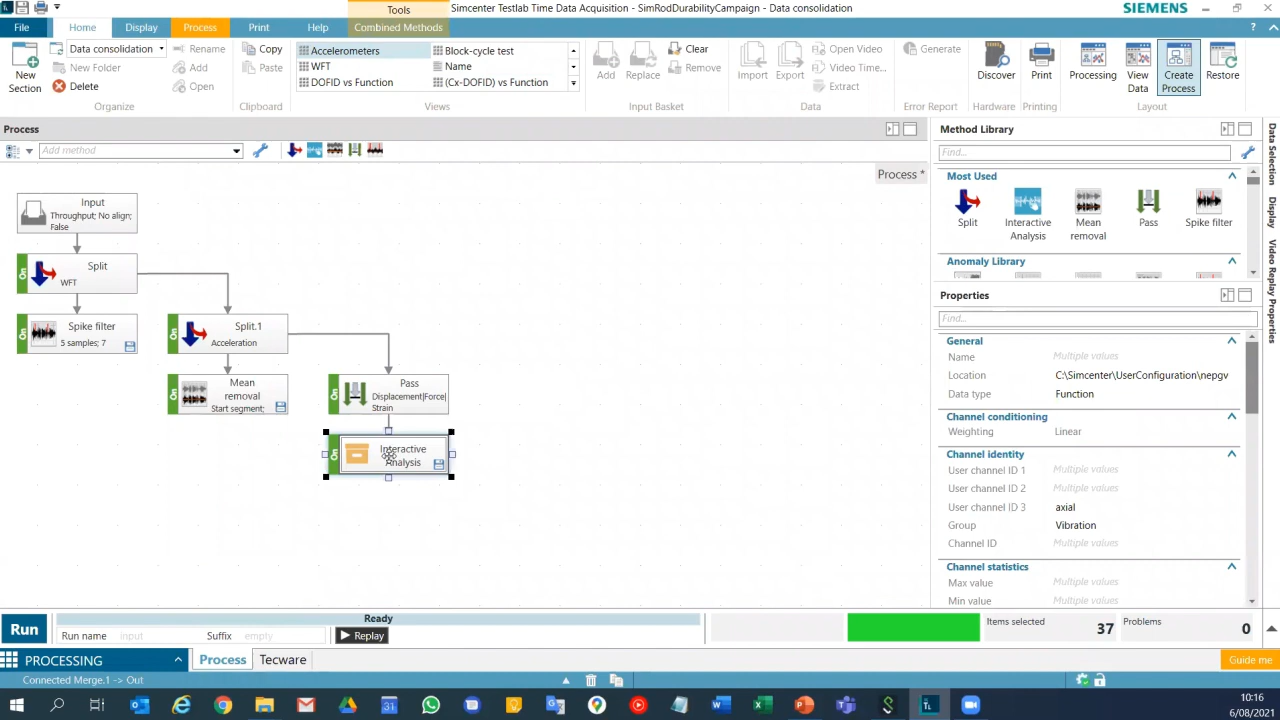 Tools
Simcenter Testlab Time Data Acquisition - SimRodDurabilityCampaign - Data consolidation
SIEMENS
File
Home
Display
Process
Print
Help
Combined Methods
New Section
Data consolidation
New Folder
Delete
Rename
Add
Open
Organize
Copy
Paste
Clipboard
Accelerometers
WFT
DOFID vs Function
Block-cycle test
Name
(Cx-DOFID) vs Function
Views
Add
Replace
Clear
Remove
Input Basket
Import
Export
Open Video
Video Time...
Extract
Data
Generate
Error Report
Discover
Hardware
Print
Printing
Processing
View Data
Create Process
Restore
Layout
Process
Add method
Process *
Input
Throughput; No align;
False
Split
WFT
Spike filter
5 samples; 7
Split.1
Acceleration
Mean
removal
Start segment;
Pass
Displacement|Force|
Strain
Interactive
Analysis
On
On
On
On
On
On
Method Library
Find...
Most Used
Split
Interactive
Analysis
Mean
removal
Pass
Spike filter
Anomaly Library
Properties
Find...
General
Name Multiple values
Location C:\Simcenter\UserConfiguration\nepgv
Data type Function
Channel conditioning
Weighting Linear
Channel identity
User channel ID 1 Multiple values
User channel ID 2 Multiple values
User channel ID 3 axial
Group Vibration
Channel ID Multiple values
Channel statistics
Max value Multiple values
Min value Multiple values
Data Selection
Display
Video Replay Properties
Run
Ready
Run name input Suffix empty
Replay
Items selected 37
Problems 0
PROCESSING
Process
Tecware
Guide me
Connected Merge.1 -> Out
10:16
6/08/2021